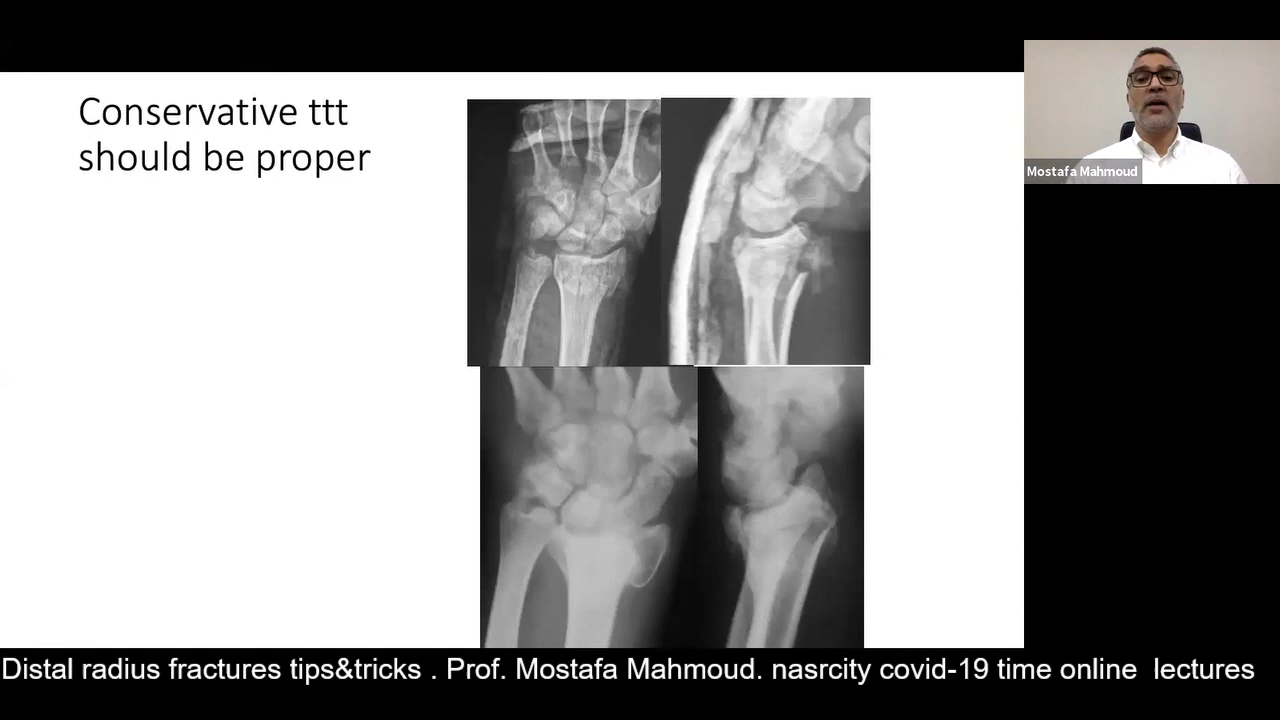 Conservative ttt
should be proper
Mostafa Mahmoud
Distal radius fractures tips&tricks . Prof. Mostafa Mahmoud. nasrcity covid-19 time online  lectures